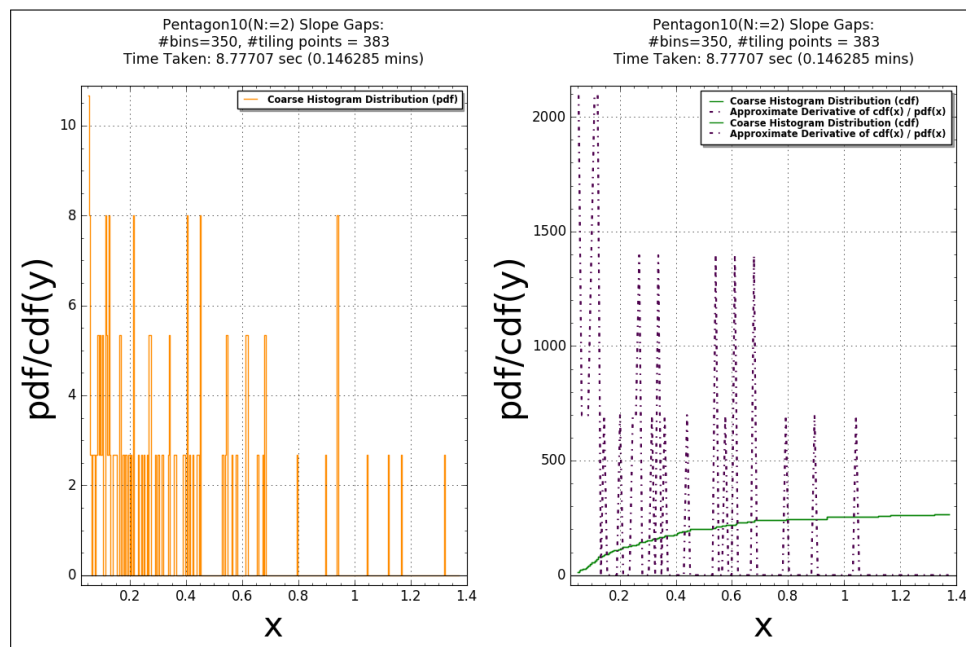 Pentagon10(N:=2) Slope Gaps:
#bins=350, #tiling points = 383
Time Taken: 8.77707 sec (0.146285 mins)
Coarse Histogram Distribution (pdf)
10
8
6
4
2
0
0.2
0.4
0.6
0.8
1
1.2
1.4
pdf/cdf(y)
x
Pentagon10(N:=2) Slope Gaps:
#bins=350, #tiling points = 383
Time Taken: 8.77707 sec (0.146285 mins)
Coarse Histogram Distribution (cdf)
Approximate Derivative of cdf(x) / pdf(x)
Coarse Histogram Distribution (cdf)
Approximate Derivative of cdf(x) / pdf(x)
2000
1500
1000
500
0
0.2
0.4
0.6
0.8
1
1.2
1.4
pdf/cdf(y)
x